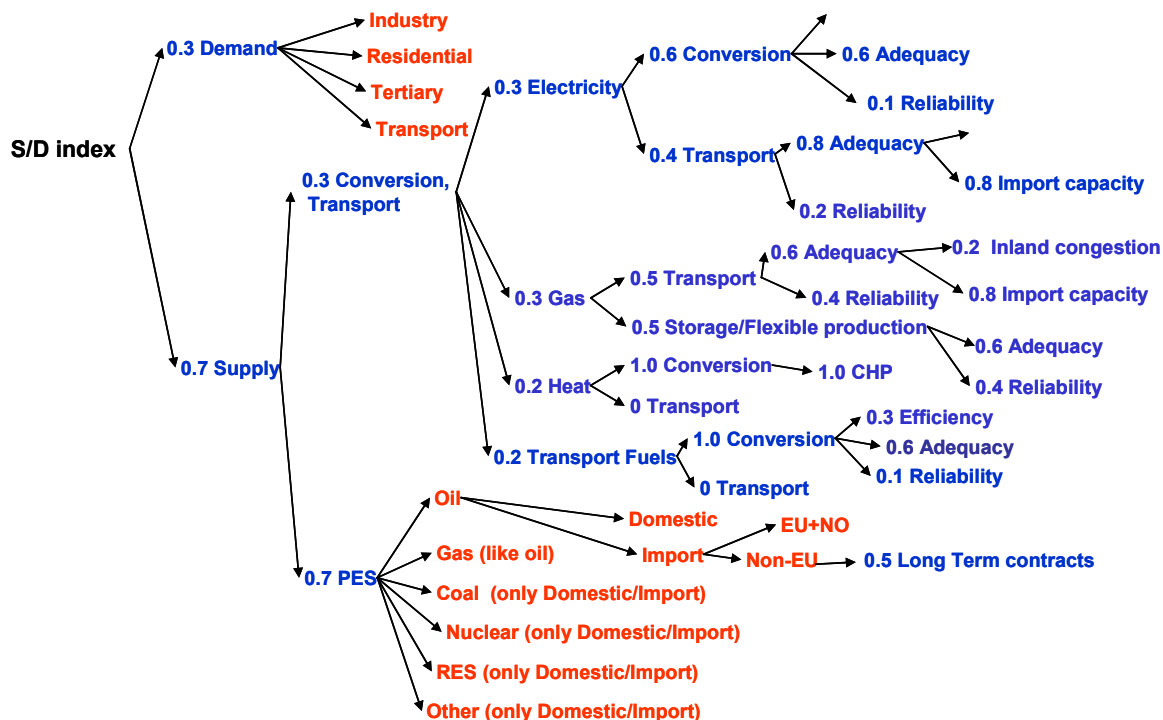 Industry
0.3 Demand
Residential
Tertiary
Transport
S/D index
0.6 Conversion
0.6 Adequacy
0.3 Electricity
0.1 Reliability
0.8 Adequacy
0.4 Transport
0.8 Import capacity
0.3 Conversion,
Transport
0.2 Reliability
0.6 Adequacy
0.2 Inland congestion
0.5 Transport
0.3 Gas
0.4 Reliability
0.8 Import capacity
0.5 Storage/Flexible production
0.6 Adequacy
0.7 Supply
1.0 Conversion
1.0 CHP
0.2 Heat
0.4 Reliability
0 Transport
0.3 Efficiency
1.0 Conversion
0.6 Adequacy
0.2 Transport Fuels
0.1 Reliability
0 Transport
Oil
Domestic
EU+NO
Gas (like oil)
Import
Non-EU
0.5 Long Term contracts
0.7 PES
Coal (only Domestic/Import)
Nuclear (only Domestic/Import)
RES (only Domestic/Import)
Other (only Domestic/Import)